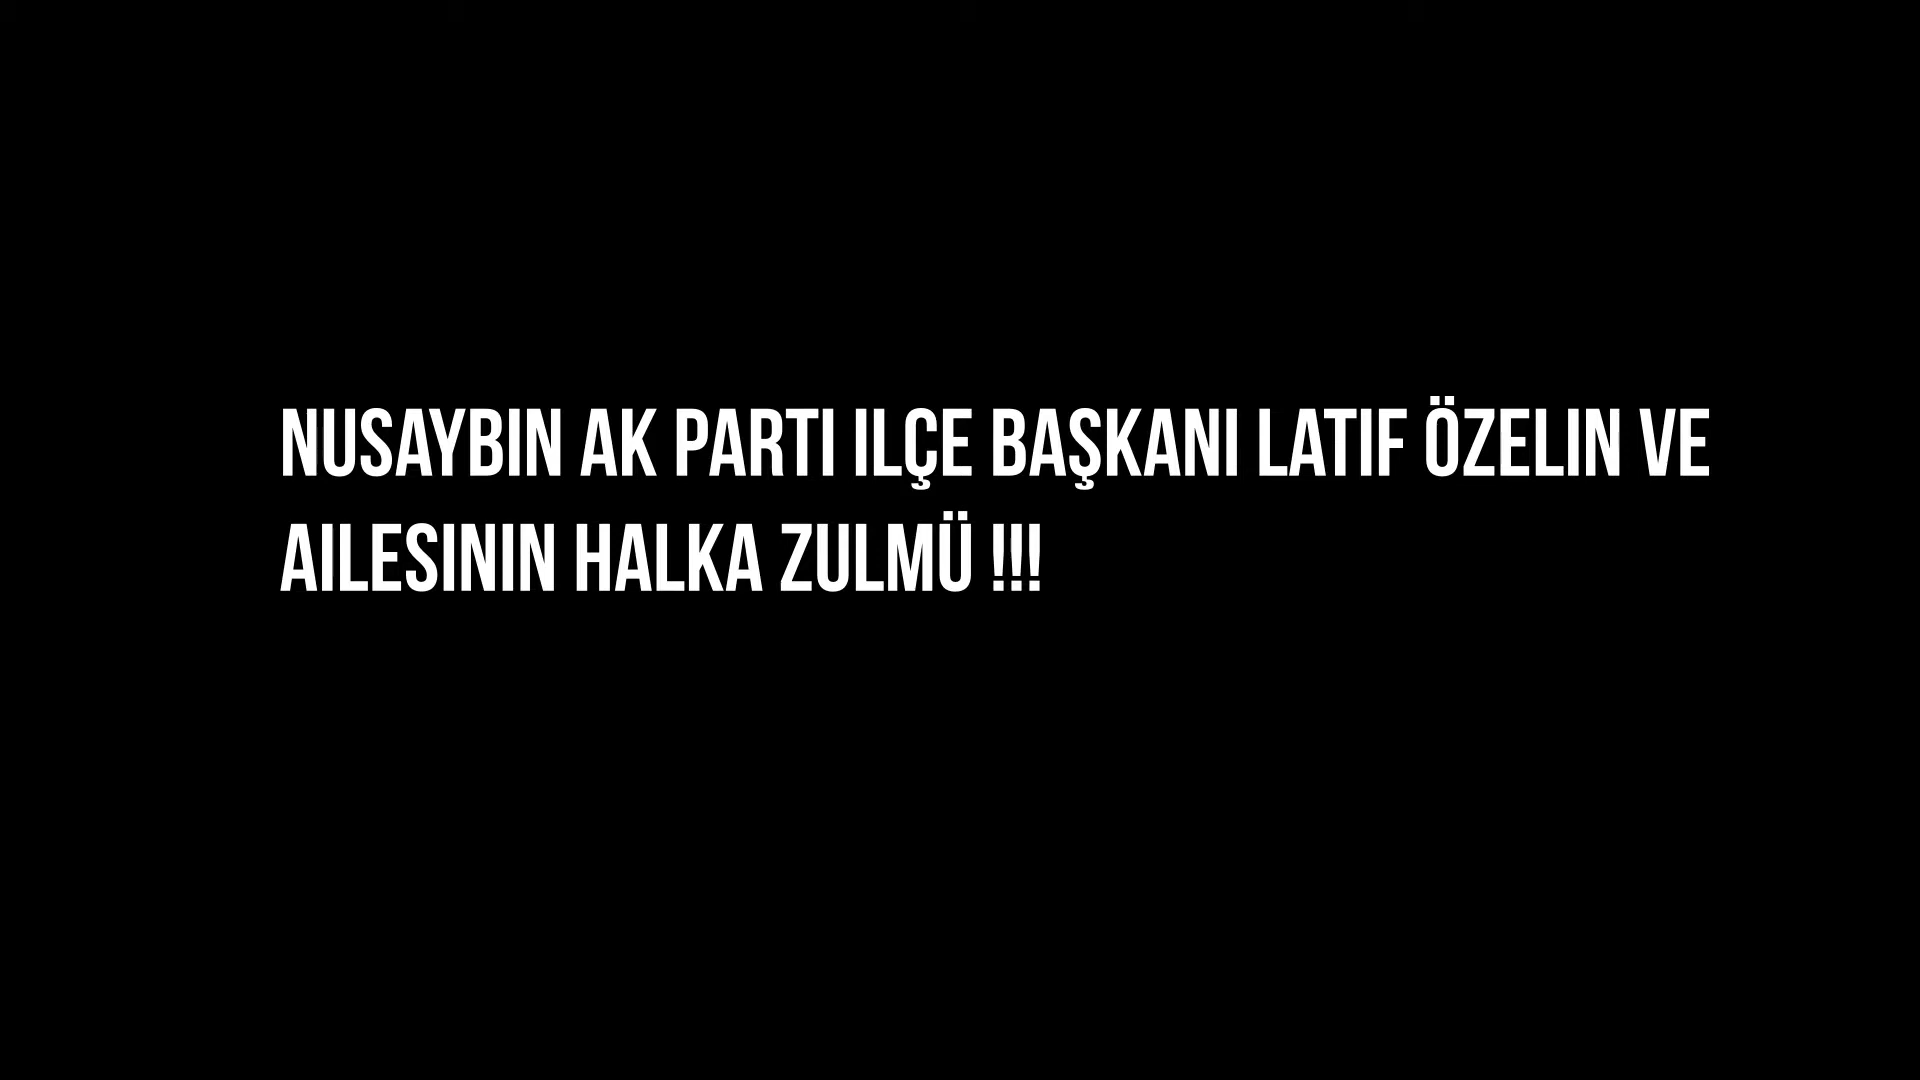 NUSAYBIN AK PARTI ILÇE BAŞKANI LATIF ÖZELIN VE
AILESININ HALKA ZULMÜ !!!